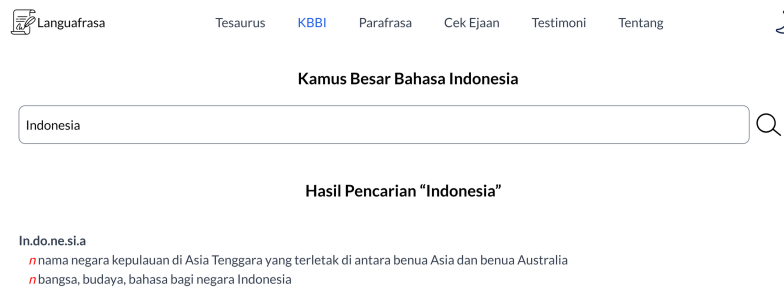 Languafrasa Tesaurus KBBI Parafrasa Cek Ejaan Testimoni Tentang
Kamus Besar Bahasa Indonesia
Indonesia
Hasil Pencarian “Indonesia”
In.do.ne.si.a
n nama negara kepulauan di Asia Tenggara yang terletak di antara benua Asia dan benua Australia
n bangsa, budaya, bahasa bagi negara Indonesia